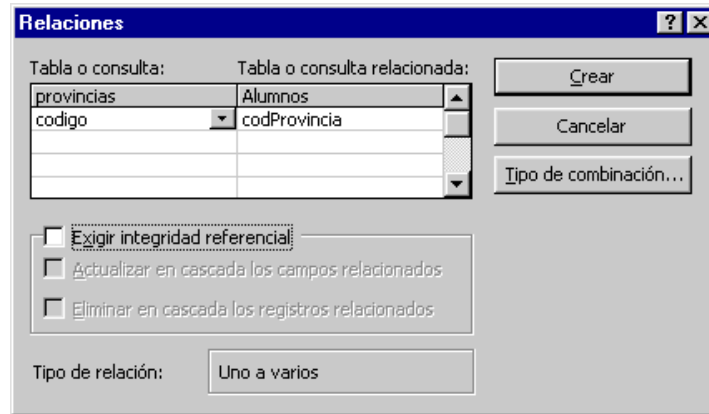 Relaciones
Tabla o consulta: Tabla o consulta relacionada:
provincias Alumnos
codigo codProvincia
Crear
Cancelar
Tipo de combinación...
Exigir integridad referencial
Actualizar en cascada los campos relacionados
Eliminar en cascada los registros relacionados
Tipo de relación: Uno a varios